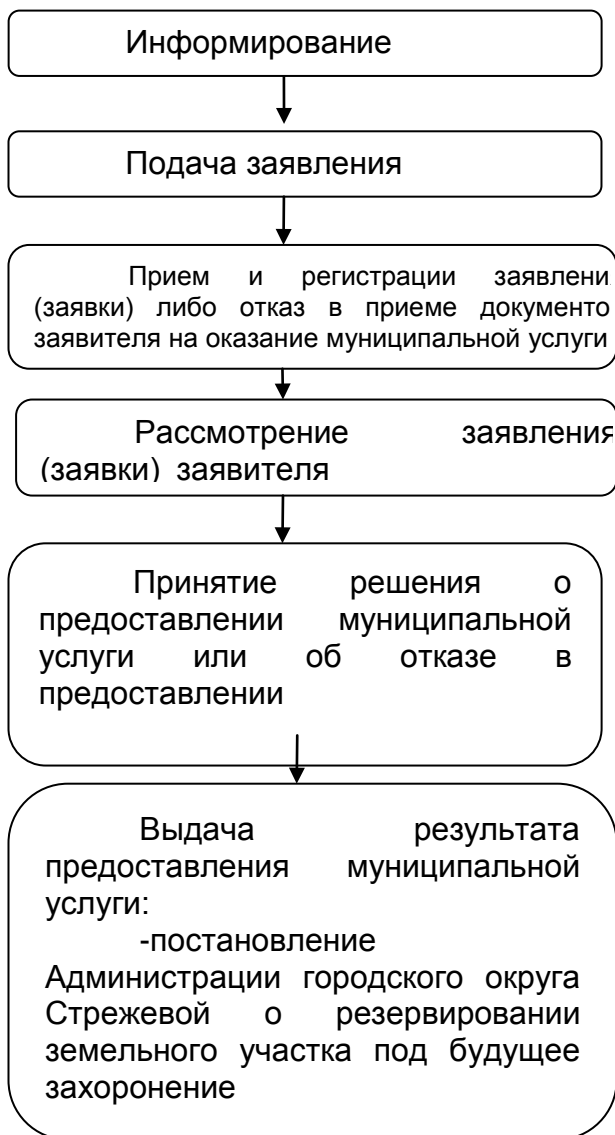 Информирование
Подача заявления
Прием и регистрации заявлени
(заявки) либо отказ в приеме документо
заявителя на оказание муниципальной услуги
Рассмотрение заявления
(заявки) заявителя
Принятие решения о
предоставлении муниципальной
услуги или об отказе в
предоставлении
Выдача результата
предоставления муниципальной
услуги:
-постановление
Администрации городского округа
Стрежевой о резервировании
земельного участка под будущее
захоронение